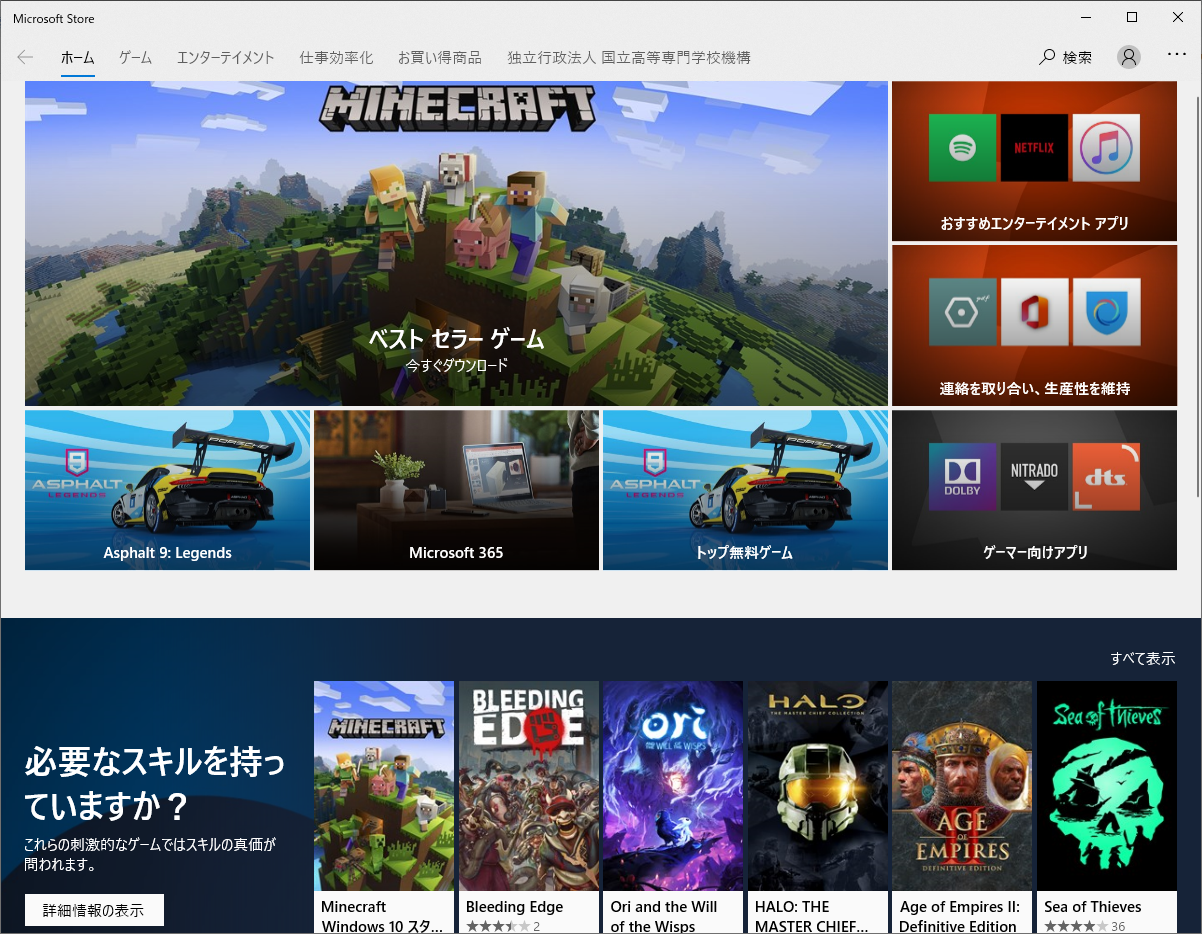 Microsoft Store
ホーム ゲーム エンターテイメント 仕事効率化 お買い得商品 独立行政法人 国立高等専門学校機構 検索
MINECRAFT
ベスト セラー ゲーム
今すぐダウンロード
NETFLIX
おすすめエンターテイメント アプリ
pdf
連絡を取り合い、生産性を維持
PORSCHE
9
ASPHALT
LEGENDS
Asphalt 9: Legends
Microsoft 365
PORSCHE
9
ASPHALT
LEGENDS
トップ無料ゲーム
DOLBY
NITRADO
dts
ゲーマー向けアプリ
すべて表示
必要なスキルを持っ
ていますか？
これらの刺激的なゲームではスキルの真価が
問われます。
詳細情報の表示
MINECRAFT
Minecraft
Windows 10 スタ...
BLEEDING
EDGE
Bleeding Edge
2
ori
AND THE WILL OF THE WISPS
Ori and the Will
of the Wisps
HALO
THE MASTER CHIEF COLLECTION
HALO: THE
MASTER CHIEF...
AGE
OF
EMPIRES
II
DEFINITIVE EDITION
Age of Empires II:
Definitive Edition
Sea of Thieves
Sea of Thieves
36